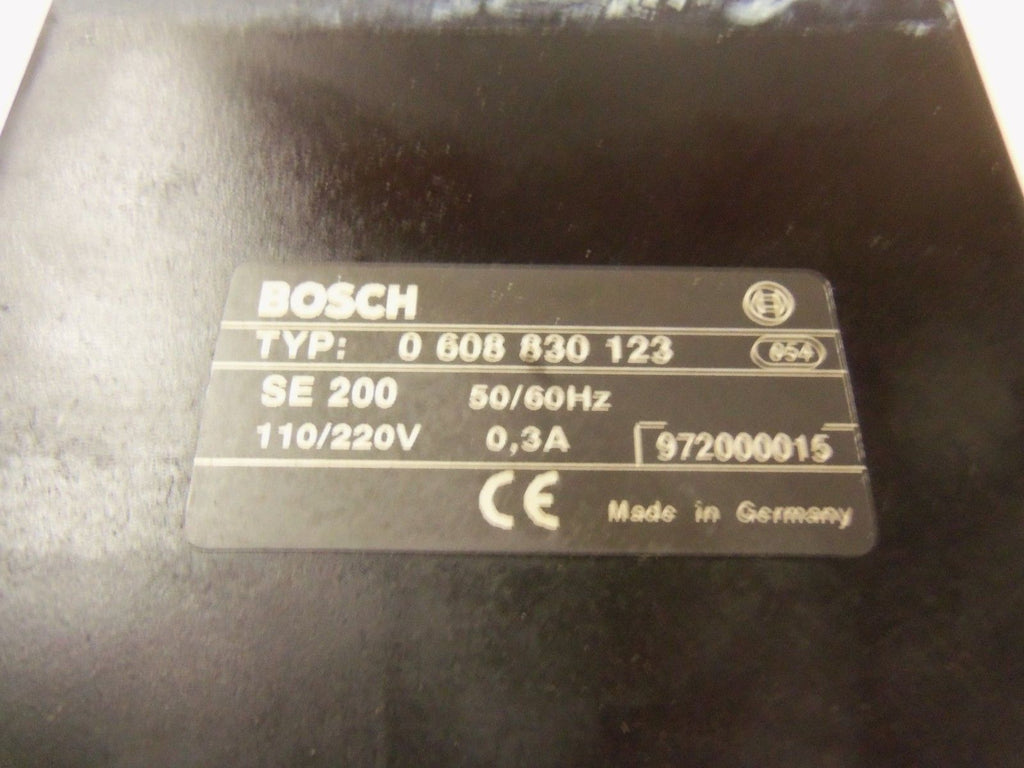 BOSCH
TYP: 0 608 830 123 054
SE 200 50/60Hz
110/220V 0,3A 972000015
CE Made in Germany